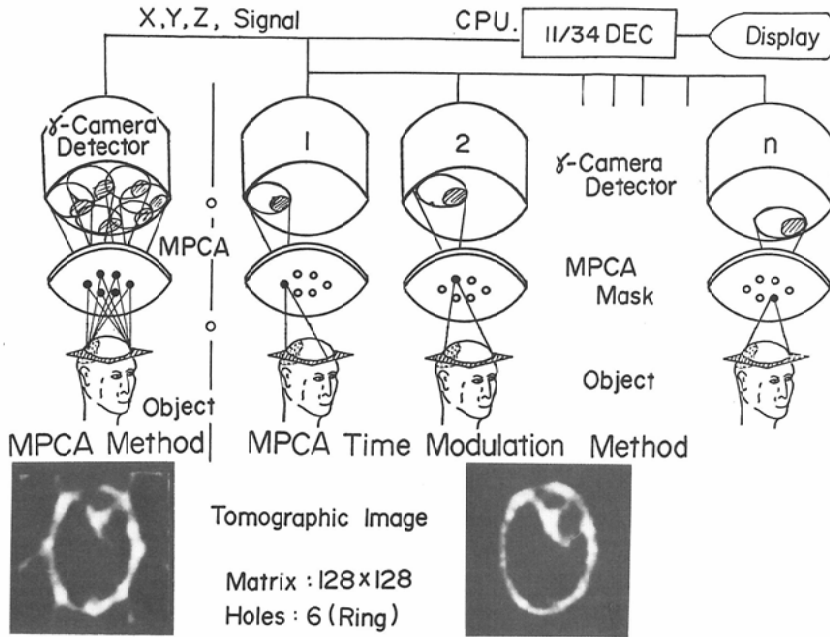 X,Y,Z, Signal
CPU.
11/34 DEC
Display
γ-Camera
Detector
1
2
n
γ-Camera
Detector
MPCA
MPCA
Mask
Object
Object
MPCA Method
MPCA Time Modulation Method
Tomographic Image
Matrix : 128×128
Holes : 6 (Ring)